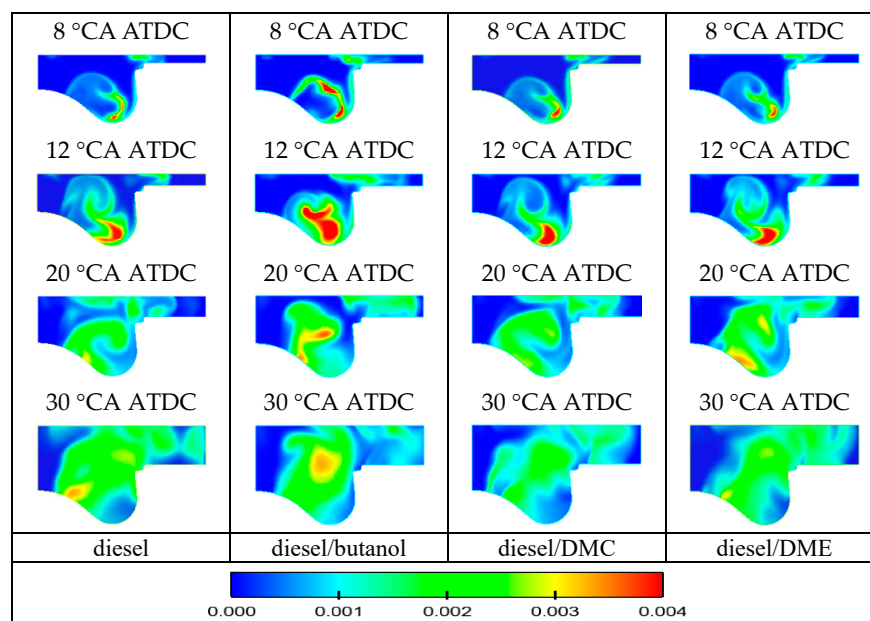 8 °CA ATDC 8 °CA ATDC 8 °CA ATDC 8 °CA ATDC
12 °CA ATDC 12 °CA ATDC 12 °CA ATDC 12 °CA ATDC
20 °CA ATDC 20 °CA ATDC 20 °CA ATDC 20 °CA ATDC
30 °CA ATDC 30 °CA ATDC 30 °CA ATDC 30 °CA ATDC
diesel diesel/butanol diesel/DMC diesel/DME
0.000 0.001 0.002 0.003 0.004